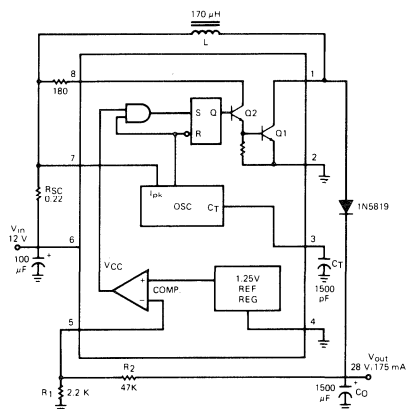 170 μH
L
8
1
180
Q2
S
Q
Q1
R
2
7
RSC
0.22
Ipk
OSC
CT
1N5819
Vin
12 V
6
3
100
μF
+
VCC
CT
1500
pF
+
COMP.
−
1.25V
REF
REG
5
4
R2
47K
Vout
28 V, 175 mA
R1
2.2 K
1500
μF
+
CO